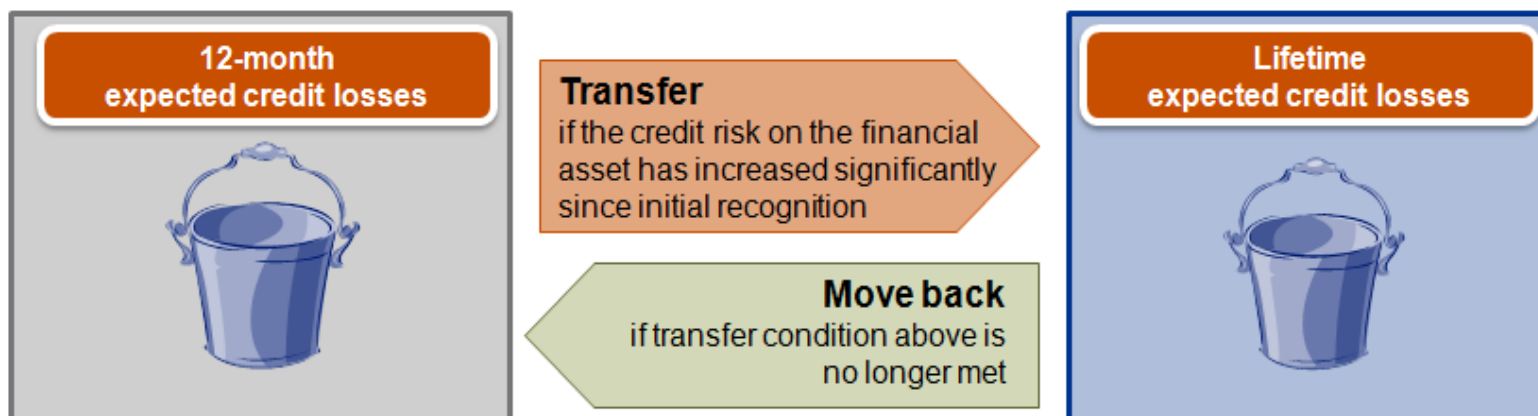 12-month
expected credit losses
Transfer
if the credit risk on the financial
asset has increased significantly
since initial recognition
Move back
if transfer condition above is
no longer met
Lifetime
expected credit losses